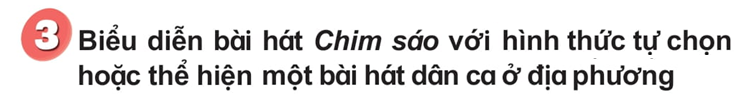 3 Biểu diễn bài hát Chim sáo với hình thức tự chọn
hoặc thể hiện một bài hát dân ca ở địa phương